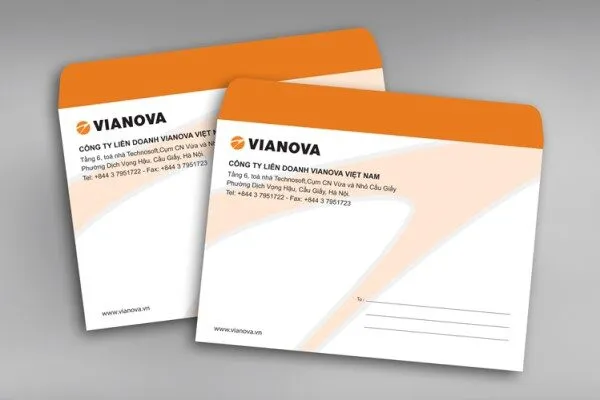 VIANOVA
CÔNG TY LIÊN DOANH VIANOVA VIỆT
Tầng 6, toà nhà Technosoft,Cụm CN Vừa và Nhỏ
Phường Dịch Vọng Hậu, Cầu Giấy, Hà Nội.
Tel: +844 3 7951722 - Fax: +844 3 7951723
www.vianova.vn
VIANOVA
CÔNG TY LIÊN DOANH VIANOVA VIỆT NAM
Tầng 6, toà nhà Technosoft,Cụm CN Vừa và Nhỏ Cầu Giấy
Phường Dịch Vọng Hậu, Cầu Giấy, Hà Nội.
Tel: +844 3 7951722 - Fax: +844 3 7951723
To :
www.vianova.vn